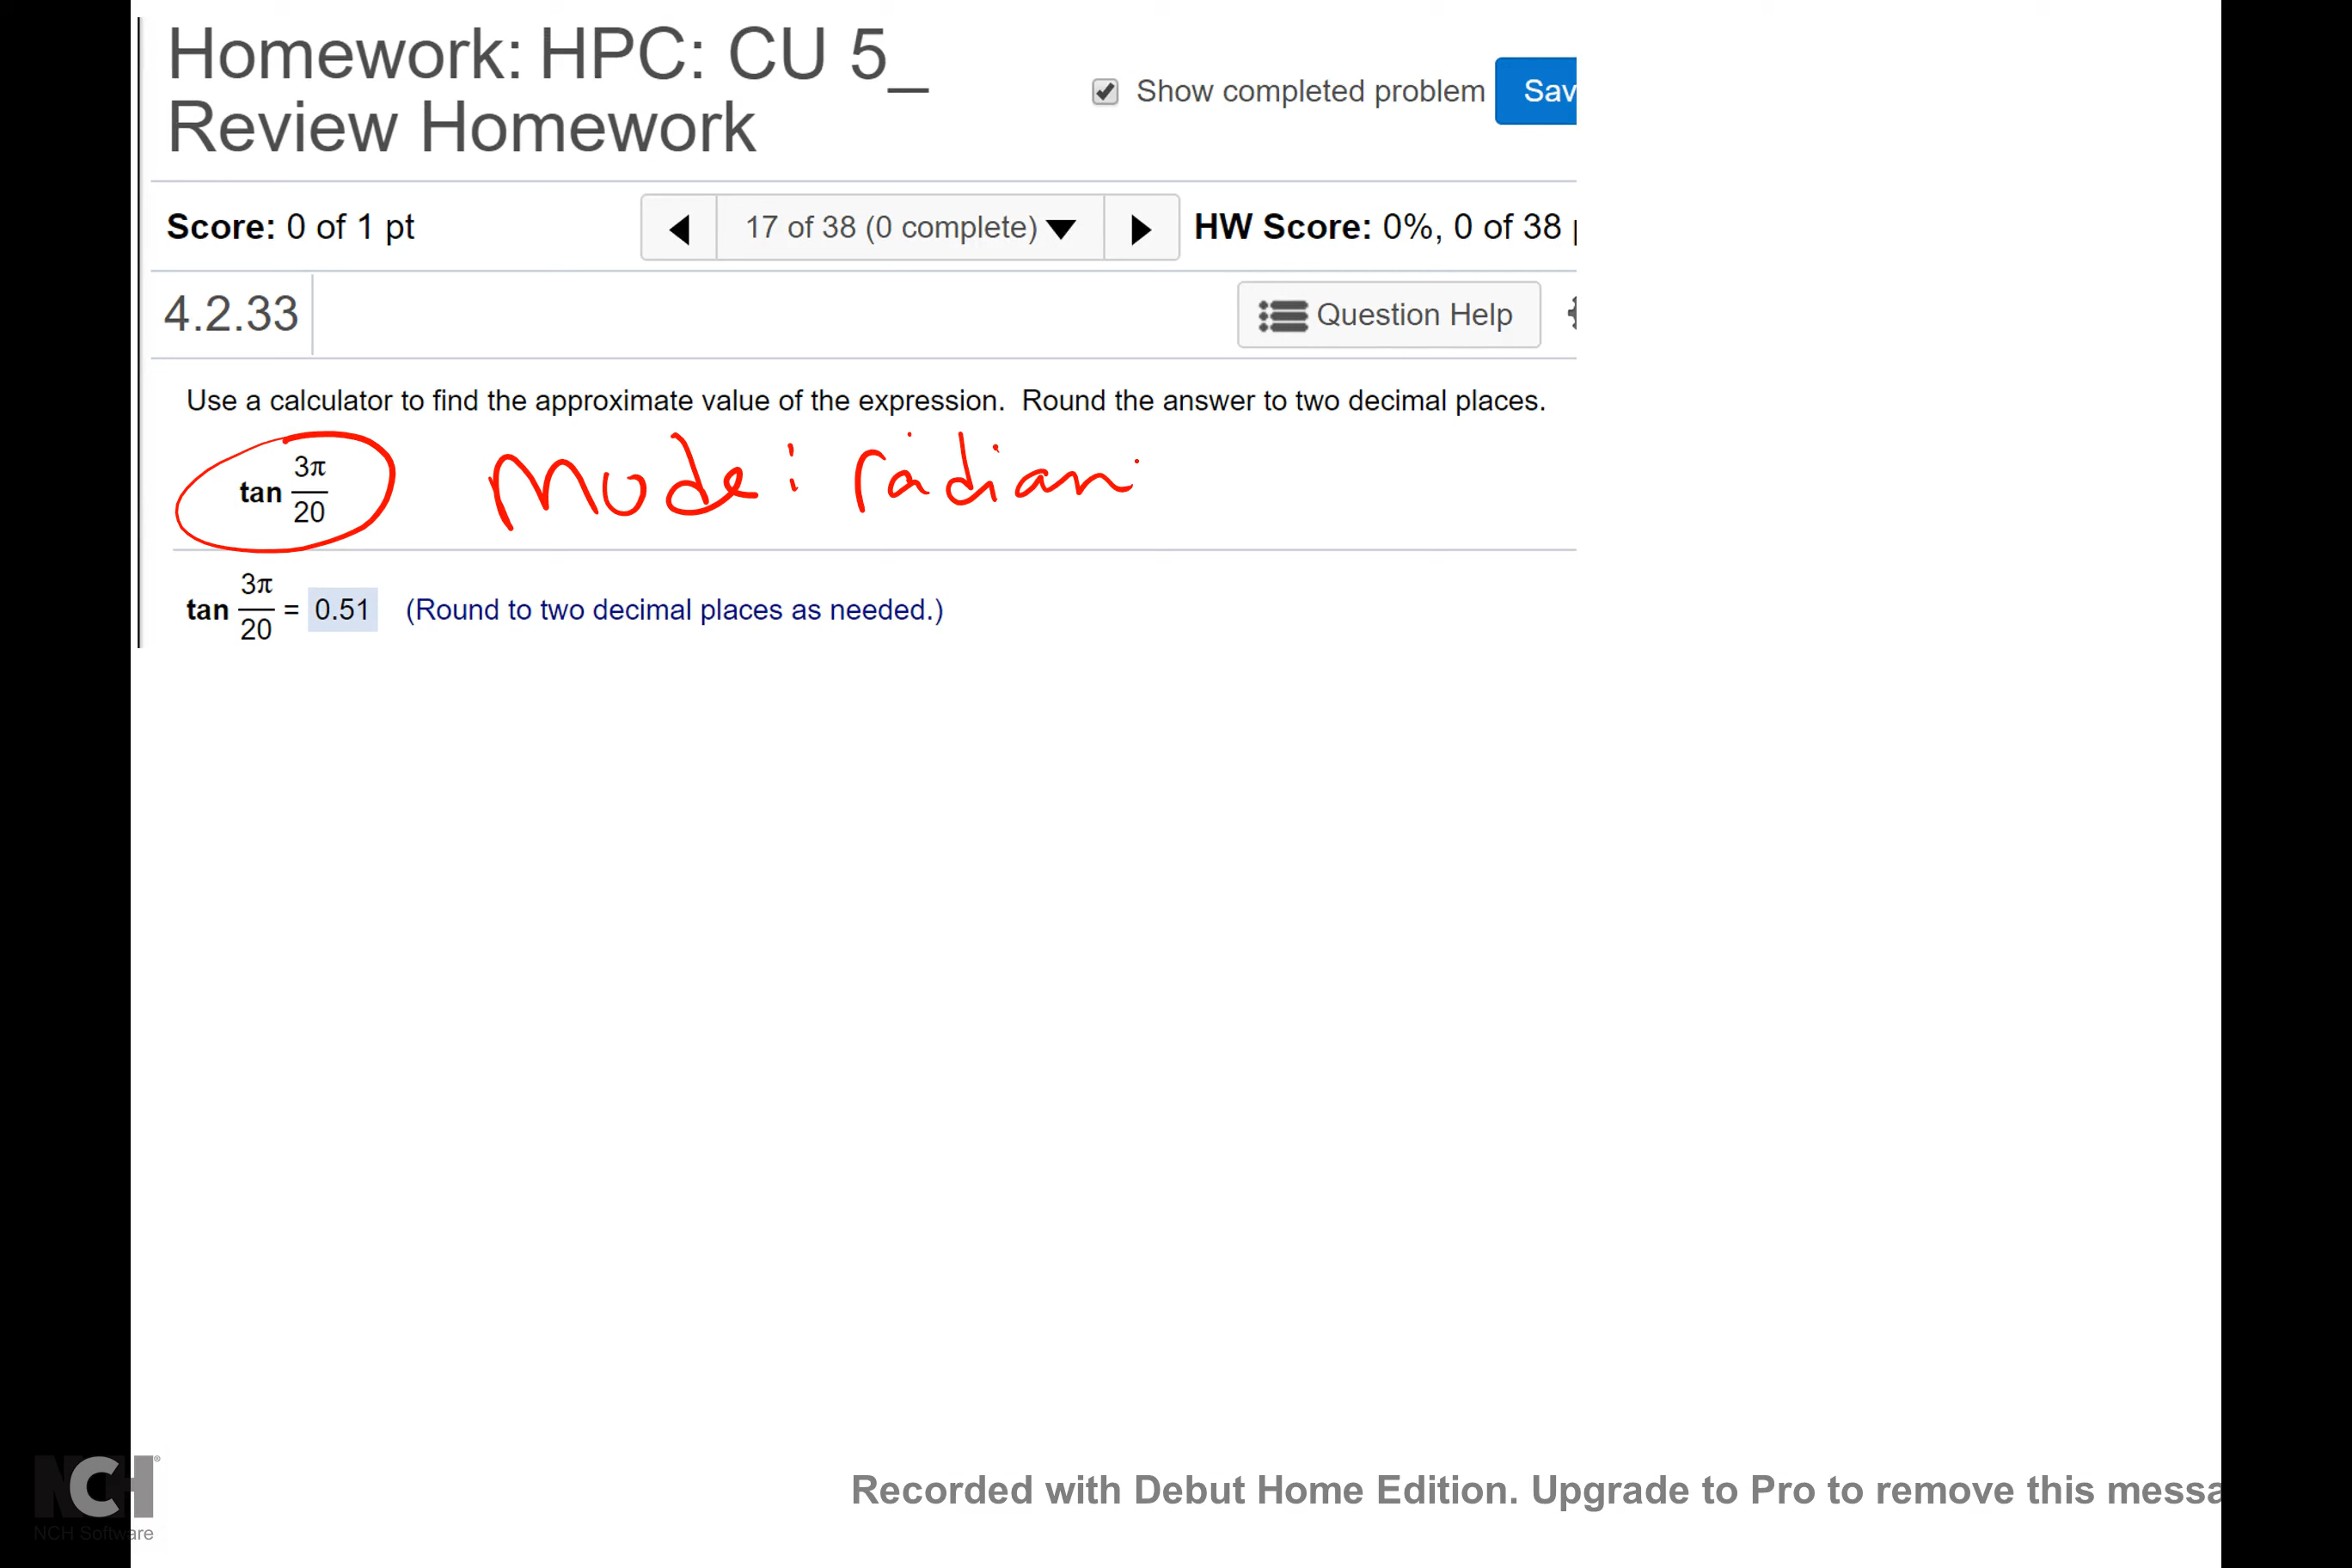 Homework: HPC: CU 5_
Review Homework
Show completed problem
Sav
Score: 0 of 1 pt
17 of 38 (0 complete)
HW Score: 0%, 0 of 38 p
4.2.33
Question Help
Use a calculator to find the approximate value of the expression. Round the answer to two decimal places.
tan 3π/20
Mode: radian
tan 3π/20 = 0.51 (Round to two decimal places as needed.)
NCH®
NCH Software
Recorded with Debut Home Edition. Upgrade to Pro to remove this messa